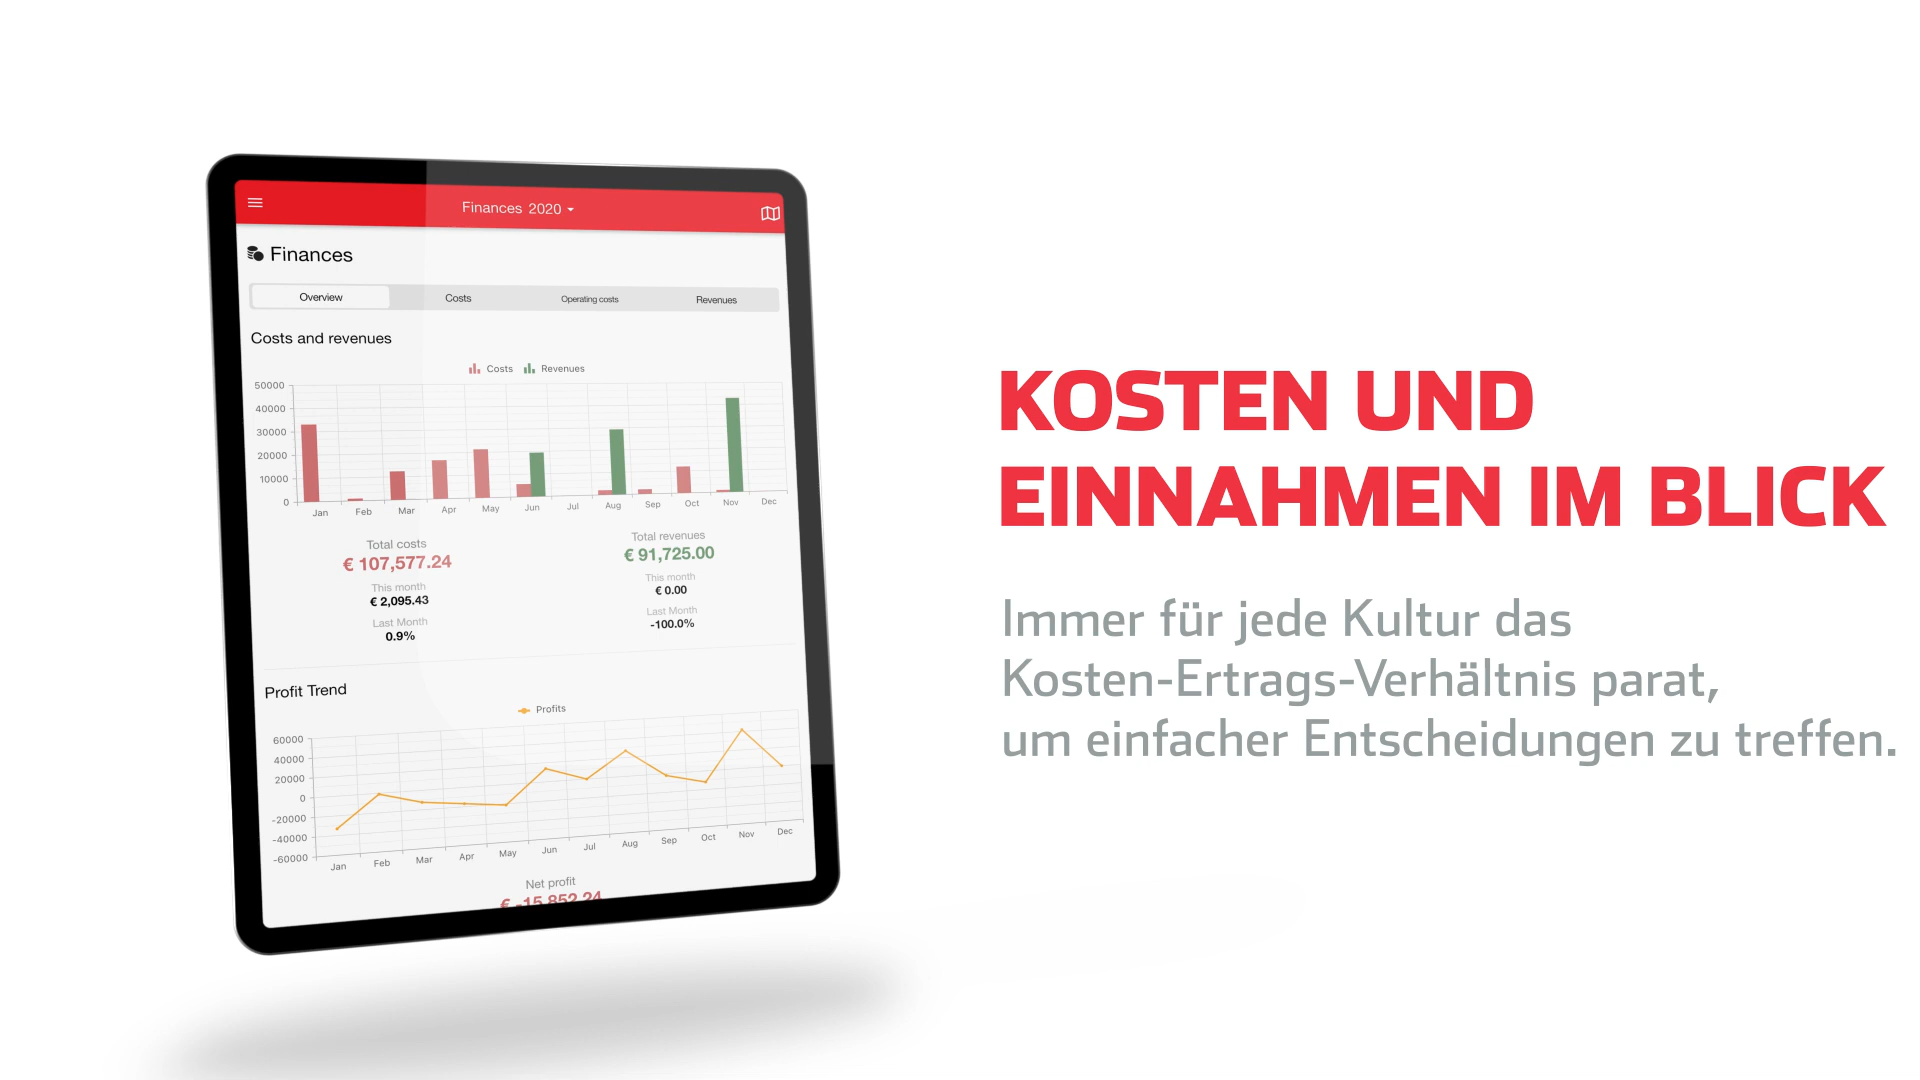 Finances 2020
Finances
Overview Costs Operating costs Revenues
Costs and revenues
Costs Revenues
50000
40000
30000
20000
10000
0
Jan Feb Mar Apr May Jun Jul Aug Sep Oct Nov Dec
Total costs
€ 107,577.24
This month
€ 2,095.43
Last Month
0.9%
Total revenues
€ 91,725.00
This month
€ 0.00
Last Month
-100.0%
Profit Trend
Profits
60000
40000
20000
0
-20000
-40000
-60000
Jan Feb Mar Apr May Jun Jul Aug Sep Oct Nov Dec
Net profit
€ -15,852.24
KOSTEN UND
EINNAHMEN IM BLICK
Immer für jede Kultur das
Kosten-Ertrags-Verhältnis parat,
um einfacher Entscheidungen zu treffen.